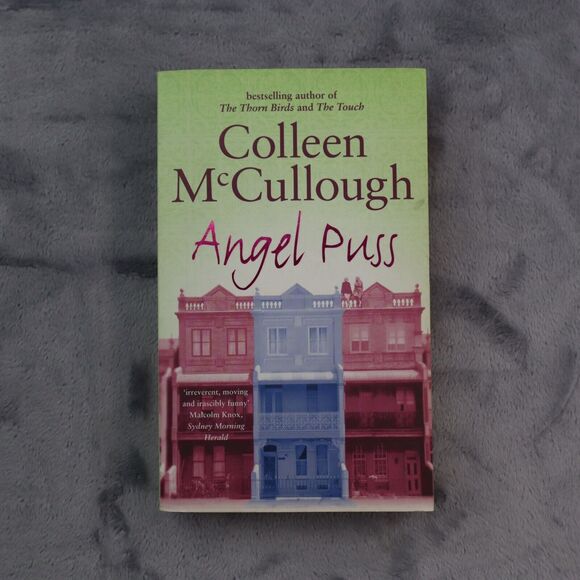 bestselling author of
The Thorn Birds and The Touch
Colleen
McCullough
Angel Puss
'irreverent, moving
and irascibly funny'
Malcolm Knox,
Sydney Morning
Herald